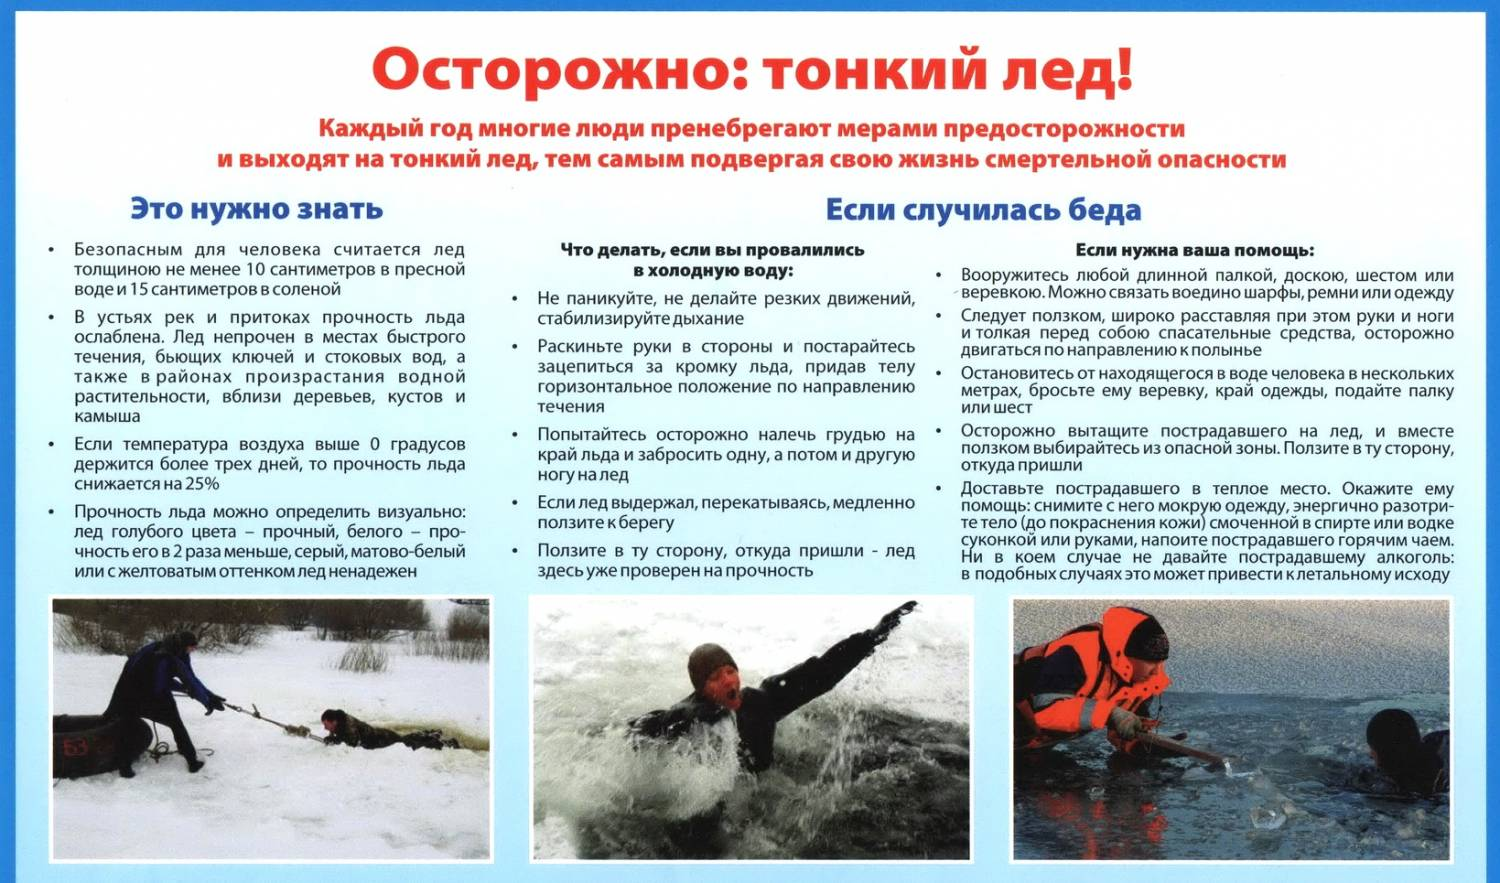 Осторожно: тонкий лед!
Каждый год многие люди пренебрегают мерами предосторожности
и выходят на тонкий лед, тем самым подвергая свою жизнь смертельной опасности
Это нужно знать
• Безопасным для человека считается лед
толщиною не менее 10 сантиметров в пресной
воде и 15 сантиметров в соленой
• В устьях рек и притоках прочность льда
ослаблена. Лед непрочен в местах быстрого
течения, бьющих ключей и стоковых вод, а
также в районах произрастания водной
растительности, вблизи деревьев, кустов и
камыша
• Если температура воздуха выше 0 градусов
держится более трех дней, то прочность льда
снижается на 25%
• Прочность льда можно определить визуально:
лед голубого цвета – прочный, белого – про-
чность его в 2 раза меньше, серый, матово-белый
или с желтоватым оттенком лед ненадежен
Если случилась беда
Что делать, если вы провалились
в холодную воду:
• Не паникуйте, не делайте резких движений,
стабилизируйте дыхание
• Раскиньте руки в стороны и постарайтесь
зацепиться за кромку льда, придав телу
горизонтальное положение по направлению
течения
• Попытайтесь осторожно налечь грудью на
край льда и забросить одну, а потом и другую
ногу на лед
• Если лед выдержал, перекатываясь, медленно
ползите к берегу
• Ползите в ту сторону, откуда пришли - лед
здесь уже проверен на прочность
Если нужна ваша помощь:
• Вооружитесь любой длинной палкой, доскою, шестом или
веревкою. Можно связать воедино шарфы, ремни или одежду
• Следует ползком, широко расставляя при этом руки и ноги
и толкая перед собою спасательные средства, осторожно
двигаться по направлению к полынье
• Остановитесь от находящегося в воде человека в нескольких
метрах, бросьте ему веревку, край одежды, подайте палку
или шест
• Осторожно вытащите пострадавшего на лед, и вместе
ползком выбирайтесь из опасной зоны. Ползите в ту сторону,
откуда пришли
• Доставьте пострадавшего в теплое место. Окажите ему
помощь: снимите с него мокрую одежду, энергично разотри-
те тело (до покраснения кожи) смоченной в спирте или водке
суконкой или руками, напоите пострадавшего горячим чаем.
Ни в коем случае не давайте пострадавшему алкоголь:
в подобных случаях это может привести к летальному исходу